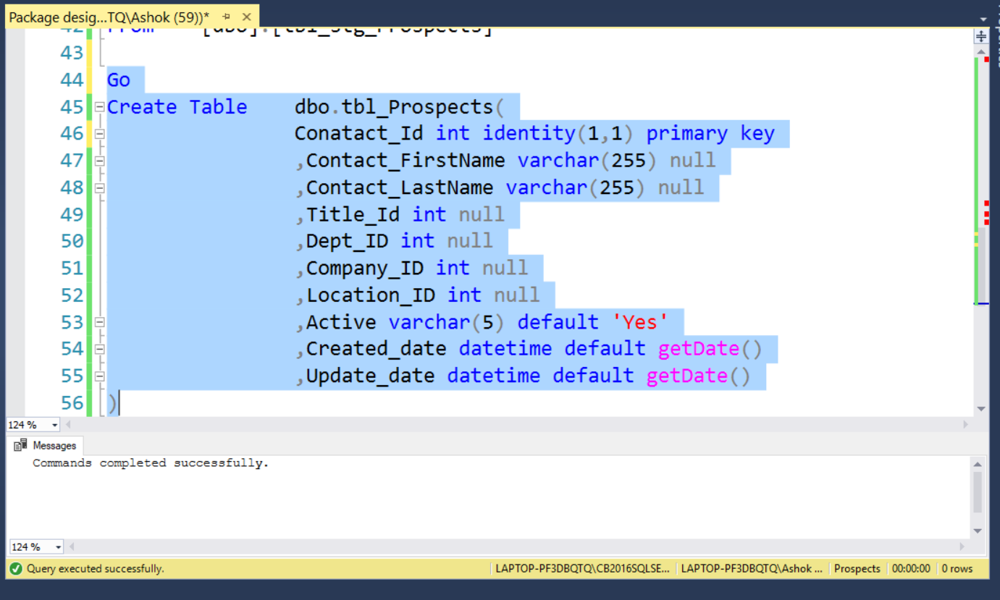 Package desig...TQ\Ashok (59))*
42 From [dbo].[tbl_stg_Prospects]
43
44 Go
45 Create Table dbo.tbl_Prospects(
46 Conatact_Id int identity(1,1) primary key
47 ,Contact_FirstName varchar(255) null
48 ,Contact_LastName varchar(255) null
49 ,Title_Id int null
50 ,Dept_ID int null
51 ,Company_ID int null
52 ,Location_ID int null
53 ,Active varchar(5) default 'Yes'
54 ,Created_date datetime default getDate()
55 ,Update_date datetime default getDate()
56 )
124 %
Messages
Commands completed successfully.
124 %
Query executed successfully. LAPTOP-PF3DBQTQ\CB2016SQLSE... LAPTOP-PF3DBQTQ\Ashok ... Prospects 00:00:00 0 rows